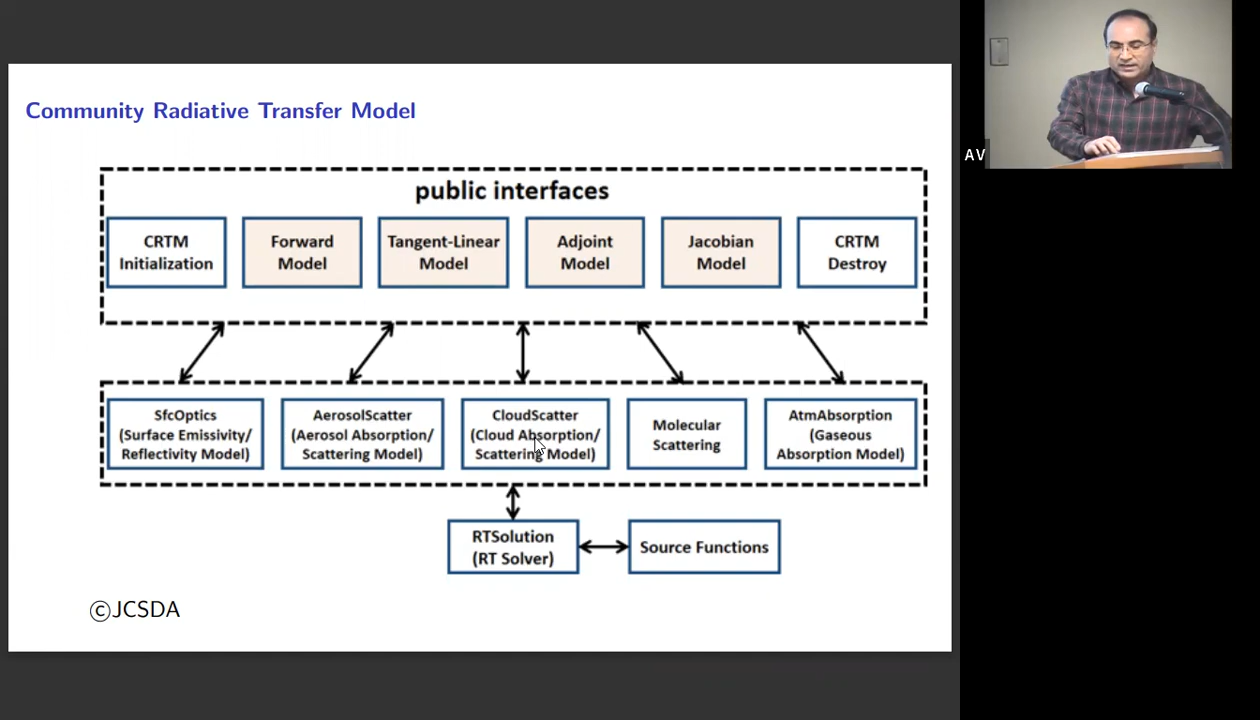 Community Radiative Transfer Model
AV
public interfaces
CRTM
Initialization
Forward
Model
Tangent-Linear
Model
Adjoint
Model
Jacobian
Model
CRTM
Destroy
SfcOptics
(Surface Emissivity/
Reflectivity Model)
AerosolScatter
(Aerosol Absorption/
Scattering Model)
CloudScatter
(Cloud Absorption/
Scattering Model)
Molecular
Scattering
AtmAbsorption
(Gaseous
Absorption Model)
RTSolution
(RT Solver)
Source Functions
©JCSDA